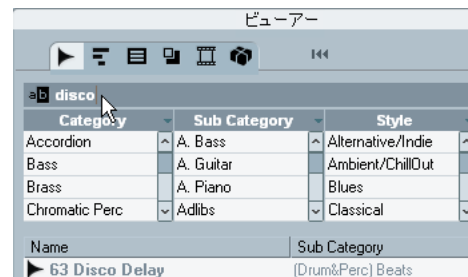 ビューアー
ab disco
Category Sub Category Style
Accordion A. Bass Alternative/Indie
Bass A. Guitar Ambient/ChillOut
Brass A. Piano Blues
Chromatic Perc Adlibs Classical
Name Sub Category
63 Disco Delay (Drum&Perc) Beats